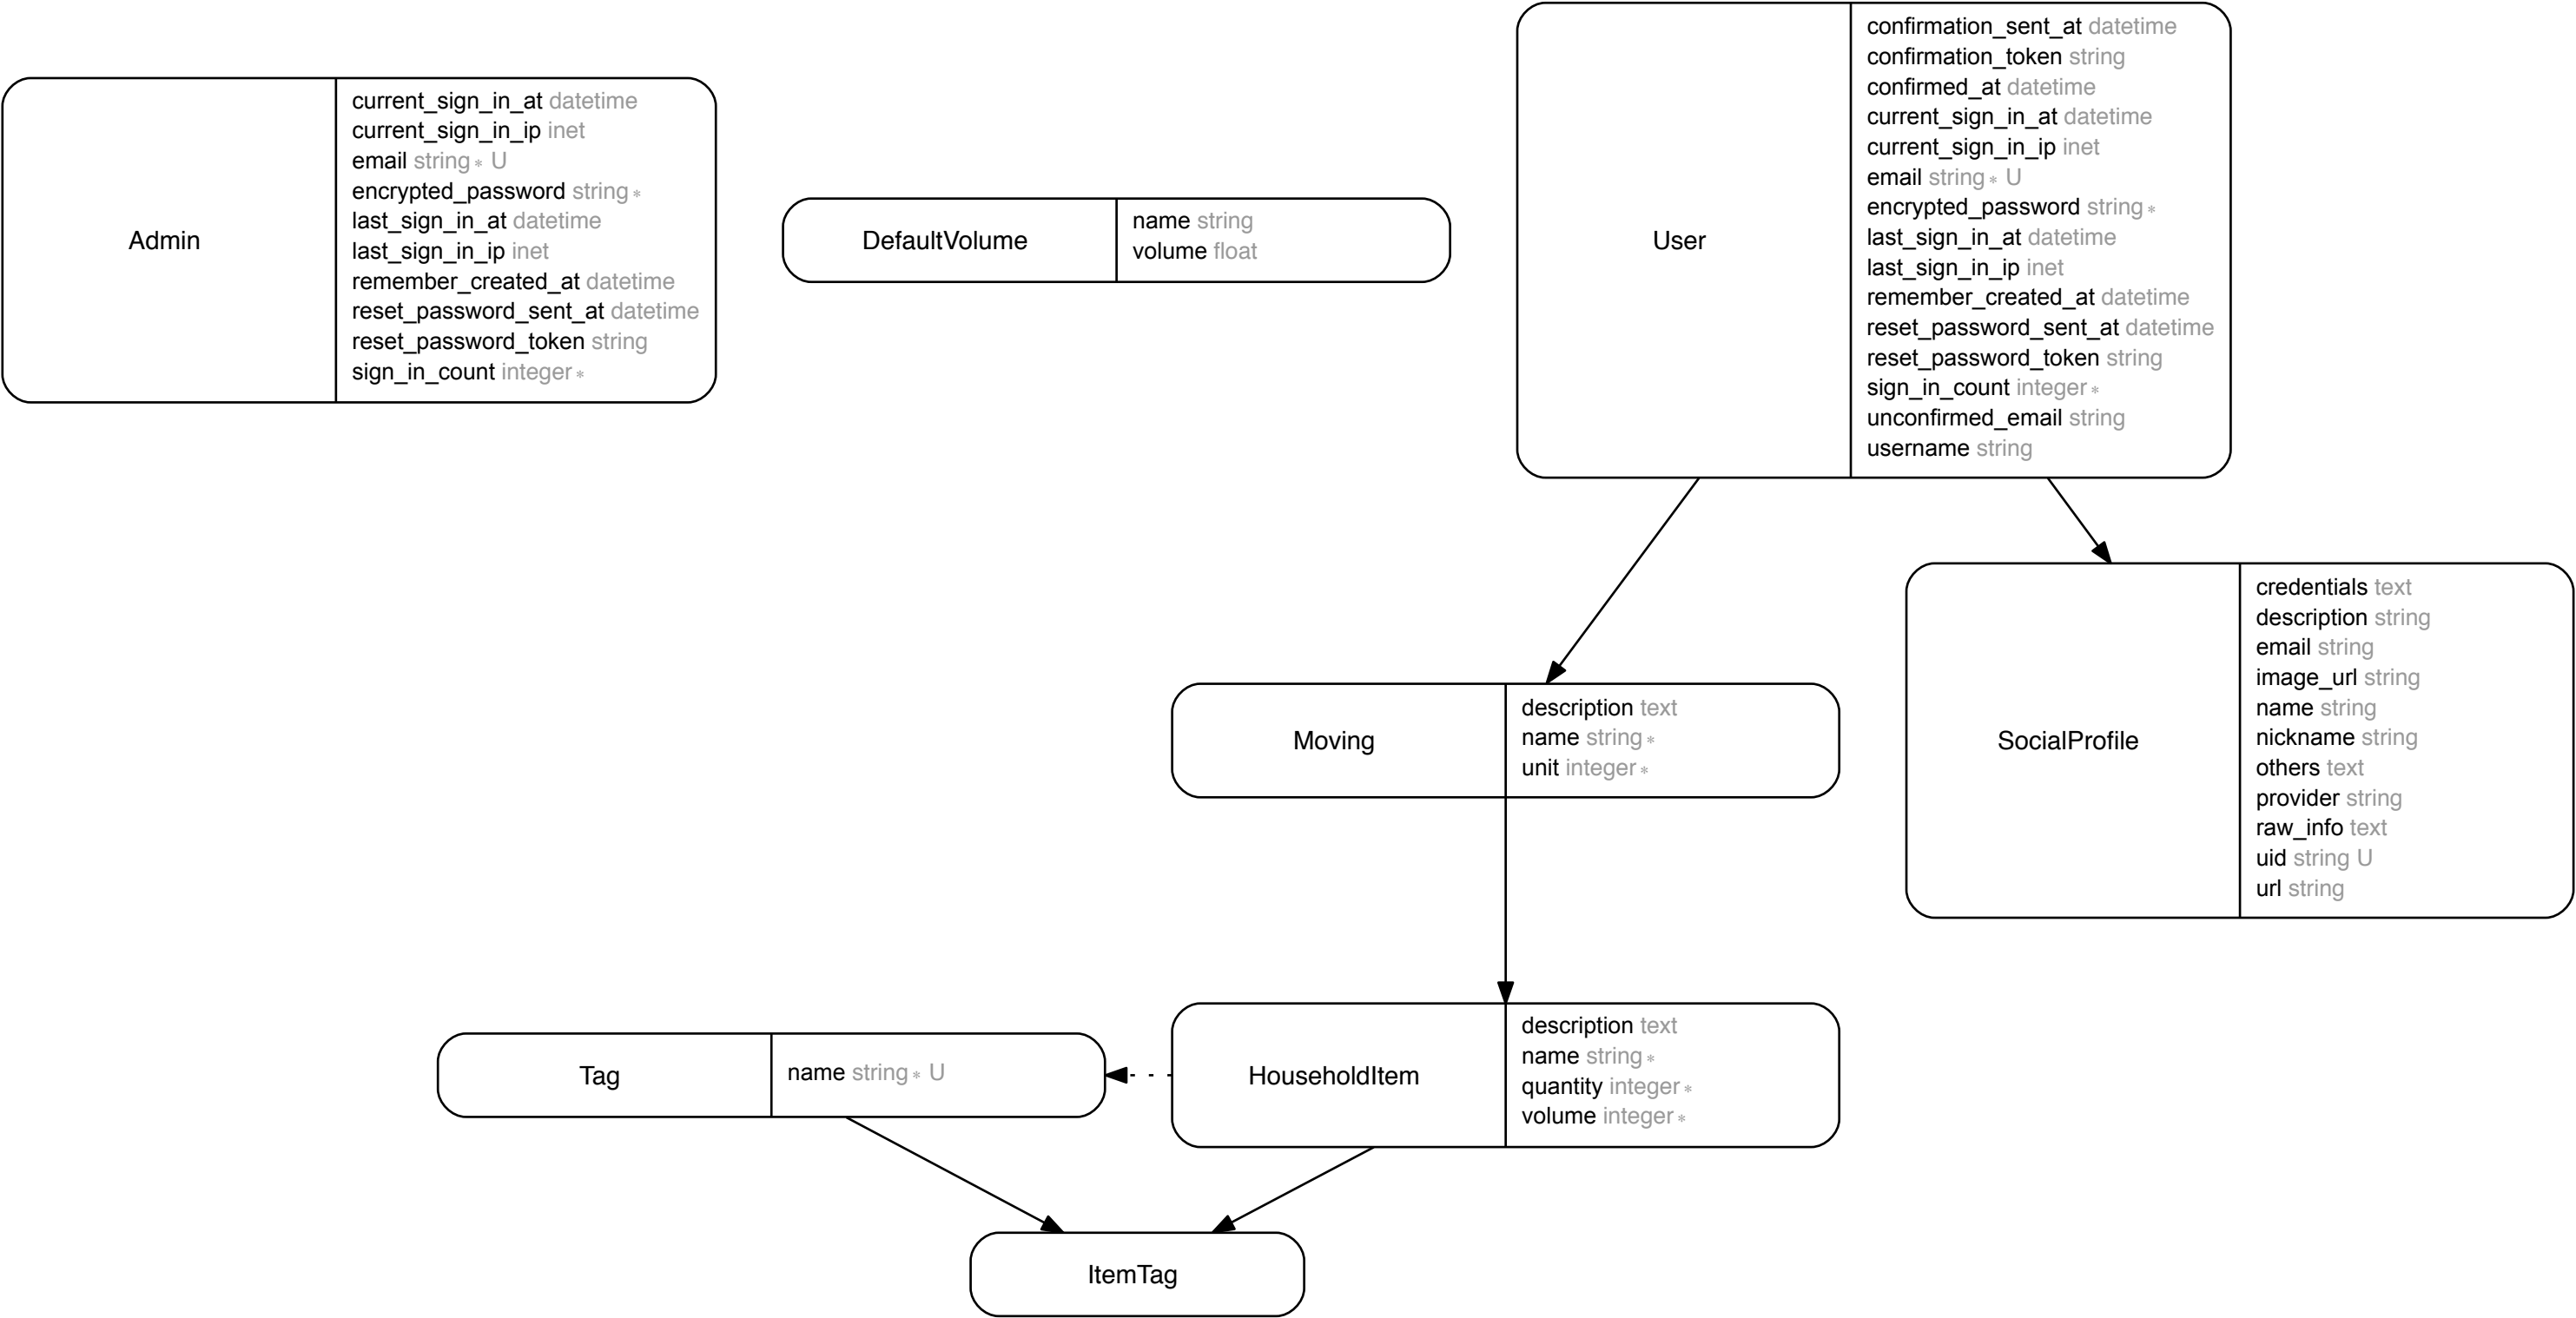 Admin
current_sign_in_at datetime
current_sign_in_ip inet
email string* U
encrypted_password string*
last_sign_in_at datetime
last_sign_in_ip inet
remember_created_at datetime
reset_password_sent_at datetime
reset_password_token string
sign_in_count integer*
DefaultVolume
name string
volume float
User
confirmation_sent_at datetime
confirmation_token string
confirmed_at datetime
current_sign_in_at datetime
current_sign_in_ip inet
email string* U
encrypted_password string*
last_sign_in_at datetime
last_sign_in_ip inet
remember_created_at datetime
reset_password_sent_at datetime
reset_password_token string
sign_in_count integer*
unconfirmed_email string
username string
Moving
description text
name string*
unit integer*
SocialProfile
credentials text
description string
email string
image_url string
name string
nickname string
others text
provider string
raw_info text
uid string U
url string
Tag
name string* U
HouseholdItem
description text
name string*
quantity integer*
volume integer*
ItemTag